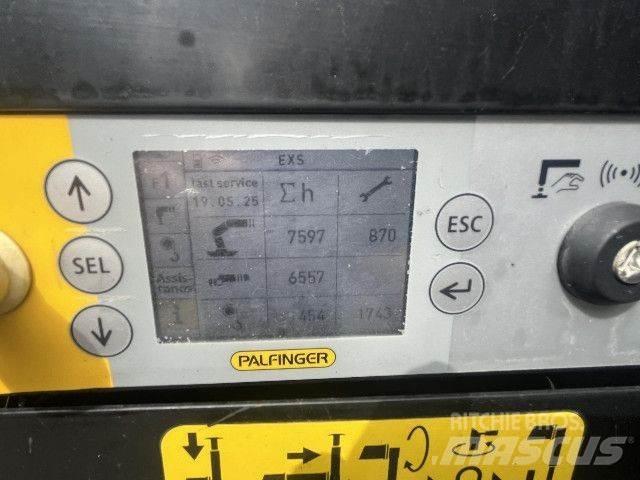 EXS
F1 last service Σh
19.05.25
7597 870
ESC
SEL
Assis-
tance 6557
454 1743
PALFINGER
RITCHIE BROS.
MASCUS